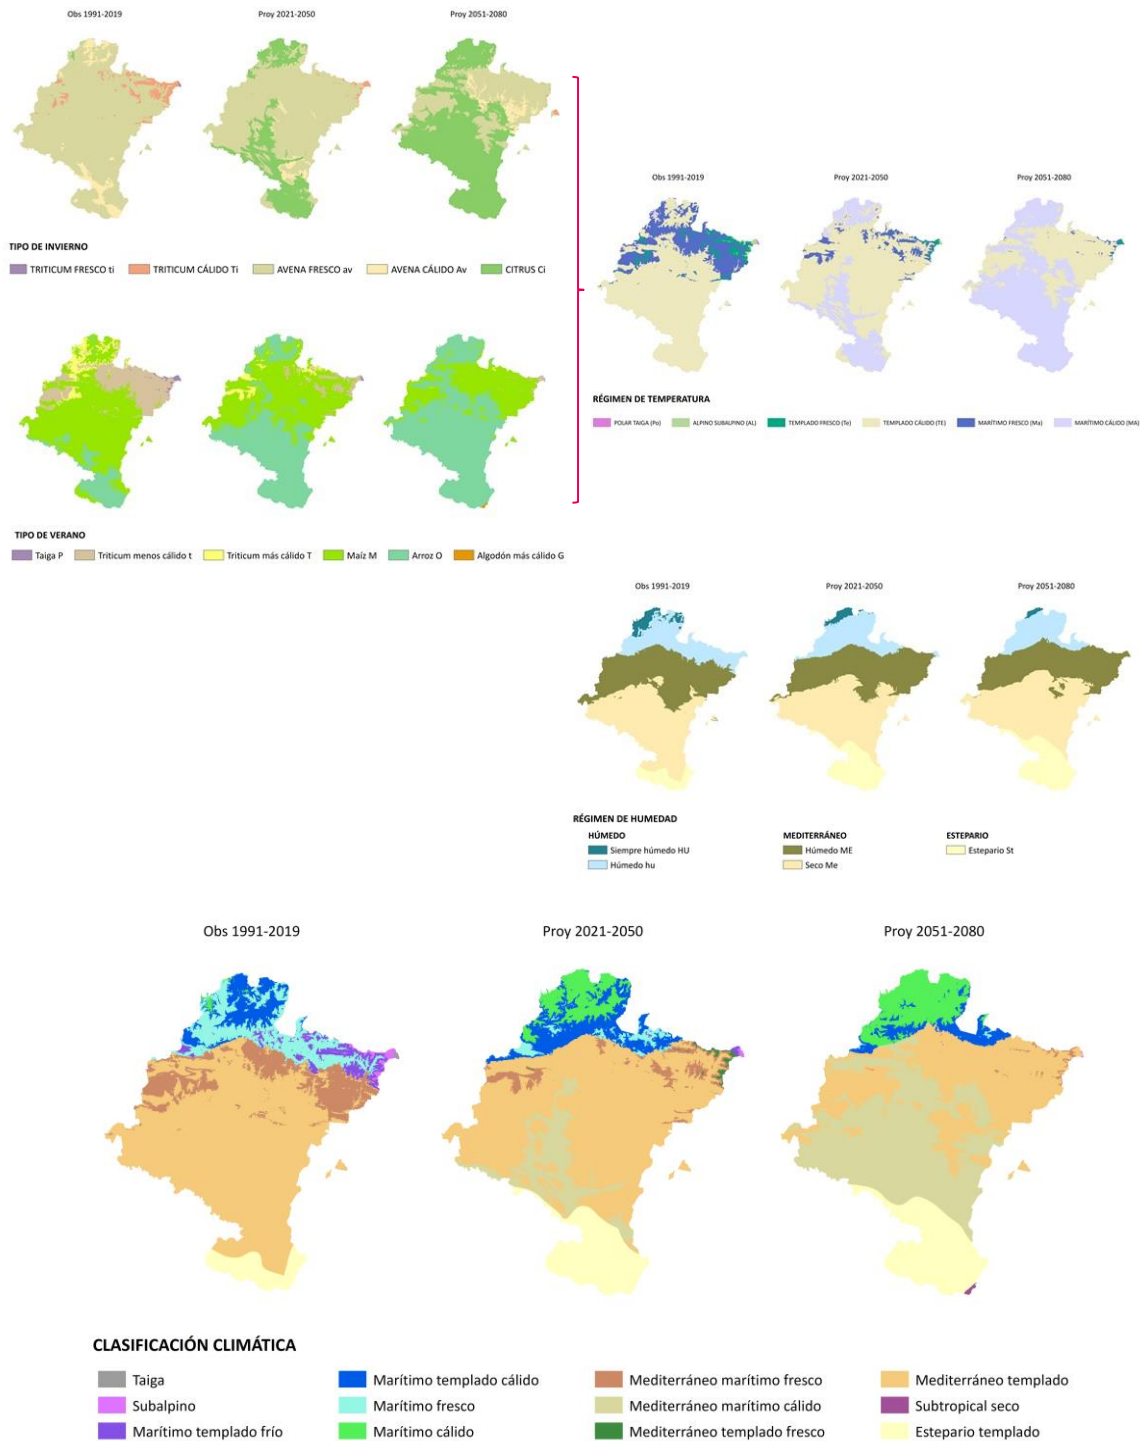 Obs 1991-2019 Proy 2021-2050 Proy 2051-2080
TIPO DE INVIERNO
TRITICUM FRESCO ti TRITICUM CÁLIDO Ti AVENA FRESCO av AVENA CÁLIDO Av CITRUS Ci
TIPO DE VERANO
Taiga P Triticum menos cálido t Triticum más cálido T Maíz M Arroz O Algodón más cálido G
Obs 1991-2019 Proy 2021-2050 Proy 2051-2080
RÉGIMEN DE TEMPERATURA
POLAR TAIGA (Po) ALPINO SUBALPINO (AL) TEMPLADO FRESCO (Te) TEMPLADO CÁLIDO (TE) MARÍTIMO FRESCO (Ma) MARÍTIMO CÁLIDO (MA)
Obs 1991-2019 Proy 2021-2050 Proy 2051-2080
RÉGIMEN DE HUMEDAD
HÚMEDO MEDITERRÁNEO ESTEPARIO
Siempre húmedo HU Húmedo ME Estepario St
Húmedo hu Seco Me
Obs 1991-2019 Proy 2021-2050 Proy 2051-2080
CLASIFICACIÓN CLIMÁTICA
Taiga Marítimo templado cálido Mediterráneo marítimo fresco Mediterráneo templado
Subalpino Marítimo fresco Mediterráneo marítimo cálido Subtropical seco
Marítimo templado frío Marítimo cálido Mediterráneo templado fresco Estepario templado